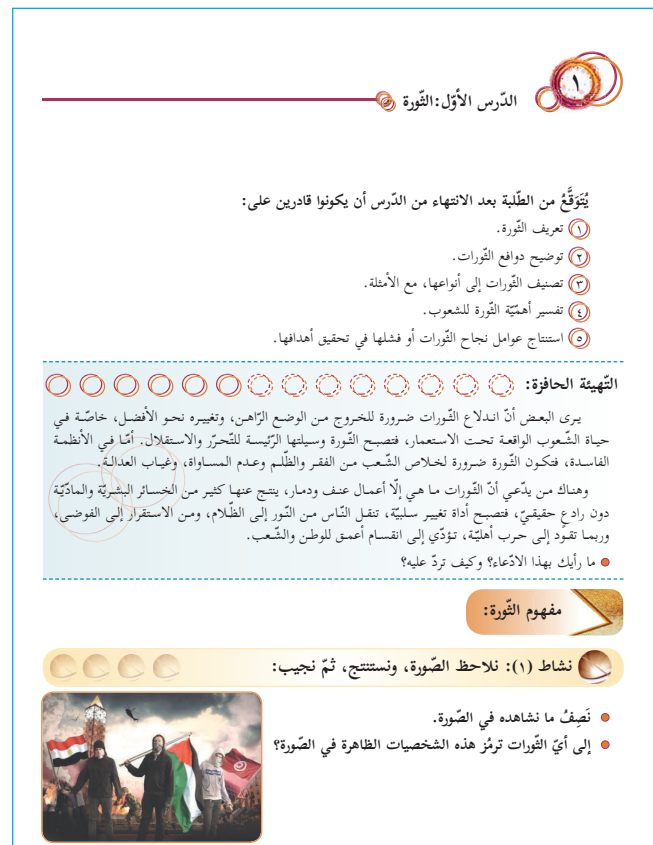 ١
الدّرس الأوّل: الثّورة
يُتَوَقَّعُ من الطّلبة بعد الانتهاء من الدّرس أن يكونوا قادرين على:
١ تعريف الثّورة.
٢ توضيح دوافع الثّورات.
٣ تصنيف الثّورات إلى أنواعها، مع الأمثلة.
٤ تفسير أهمّيّة الثّورة للشعوب.
٥ استنتاج عوامل نجاح الثّورات أو فشلها في تحقيق أهدافها.
التّهيئة الحافزة:
يرى البعض أنّ اندلاع الثّورات ضرورة للخروج من الوضع الرّاهن، وتغييره نحو الأفضل، خاصّة في
حياة الشّعوب الواقعة تحت الاستعمار، فتصبح الثّورة وسيلتها الرّئيسة للتّحرّر والاستقلال. أمّا في الأنظمة
الفاسدة، فتكون الثّورة ضرورة لخلاص الشّعب من الفقر والظّلم وعدم المساواة، وغياب العدالة.
وهناك من يدّعي أنّ الثّورات ما هي إلّا أعمال عنف ودمار، ينتج عنها كثير من الخسائر البشريّة والمادّيّة
دون رادع حقيقيّ، فتصبح أداة تغيير سلبيّة، تنقل النّاس من النّور إلى الظّلام، ومن الاستقرار إلى الفوضى،
وربما تقود إلى حرب أهليّة، تؤدّي إلى انقسام أعمق للوطن والشّعب.
● ما رأيك بهذا الادّعاء؟ وكيف تردّ عليه؟
مفهوم الثّورة:
نشاط (١): نلاحظ الصّورة، ونستنتج، ثمّ نجيب:
● نَصِفُ ما نشاهده في الصّورة.
● إلى أيّ الثّورات ترمُز هذه الشخصيات الظاهرة في الصّورة؟